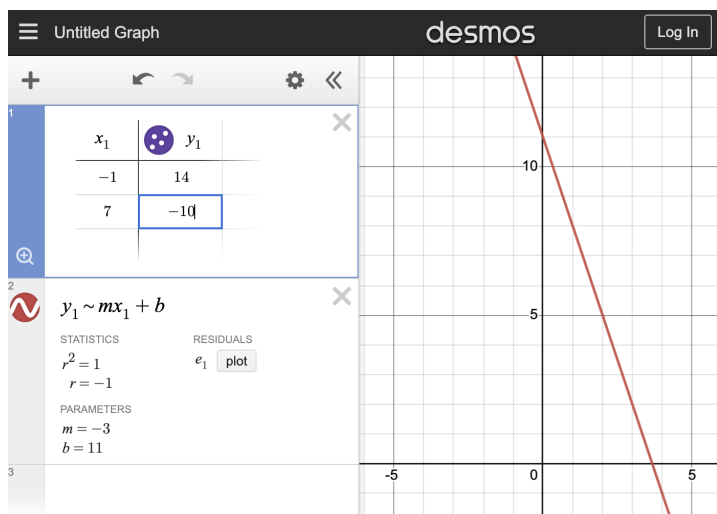 Untitled Graph
desmos
Log In
1
x₁ y₁
−1 14
7 −10
2
y₁ ~ mx₁ + b
STATISTICS RESIDUALS
r² = 1 e₁ plot
r = −1
PARAMETERS
m = −3
b = 11
3
10
5
-5 0 5